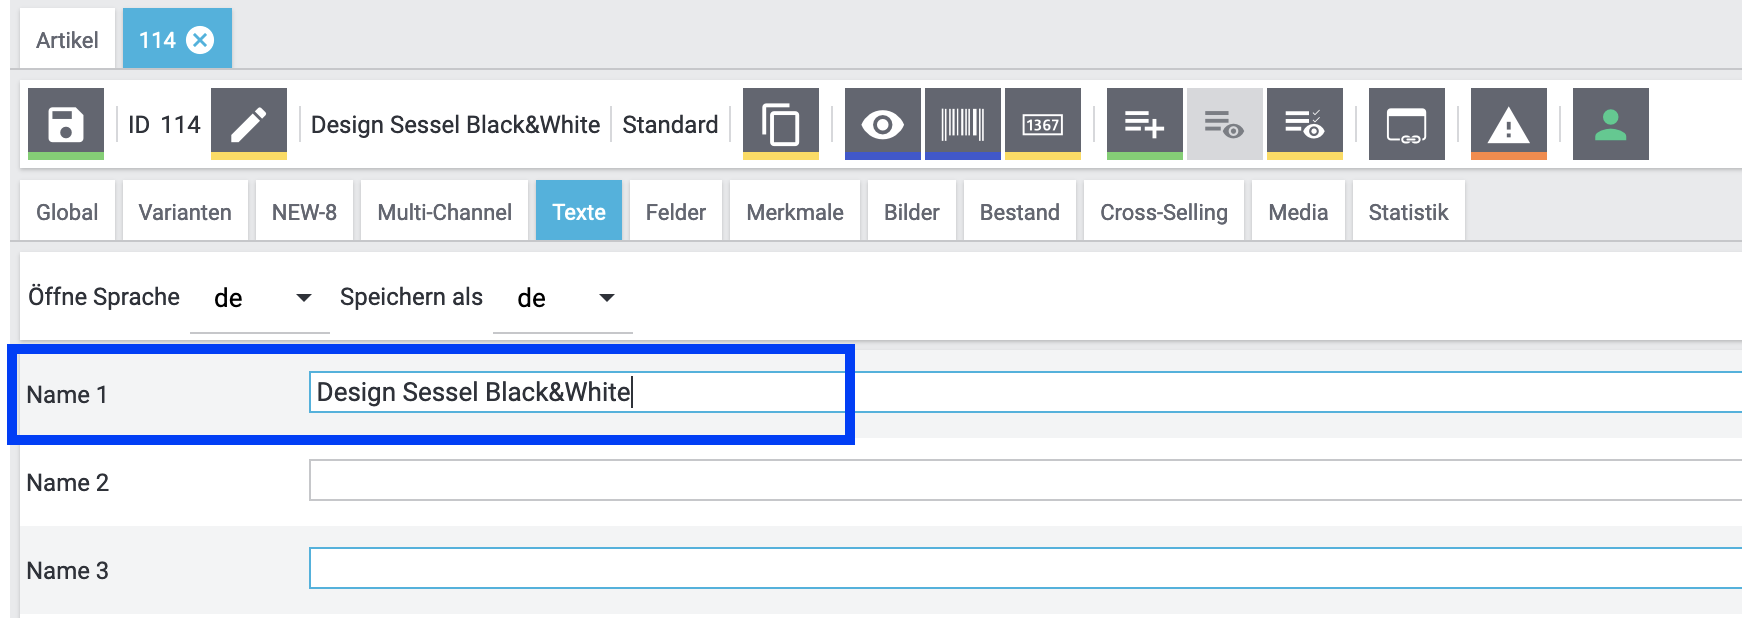 Artikel 114
ID 114 Design Sessel Black&White Standard 1367
Global Varianten NEW-8 Multi-Channel Texte Felder Merkmale Bilder Bestand Cross-Selling Media Statistik
Öffne Sprache de Speichern als de
Name 1 Design Sessel Black&White
Name 2
Name 3